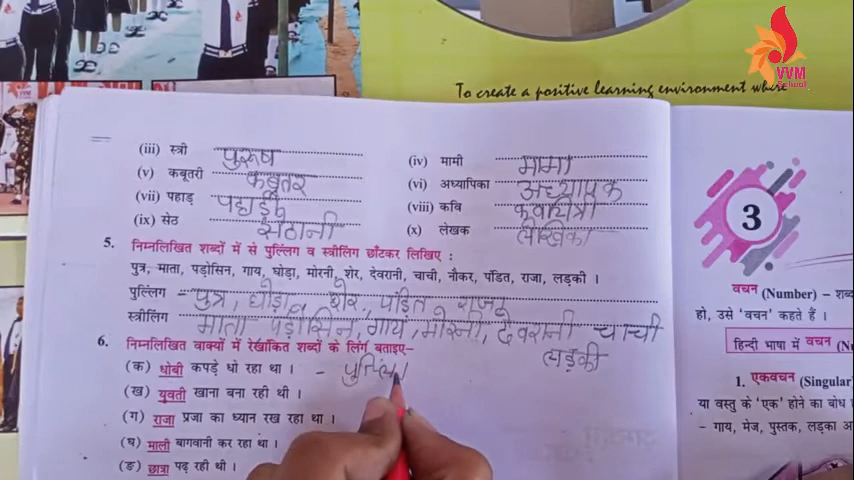 VVM
School
To create a positive learning environment where
(iii) स्त्री पुरूष (iv) मामी मामा
(v) कबूतरी कबूतर (vi) अध्यापिका अध्यापक
(vii) पहाड़ पहाड़ी (viii) कवि कवयित्री
(ix) सेठ सेठानी (x) लेखक लेखिका
5. निम्नलिखित शब्दों में से पुल्लिंग व स्त्रीलिंग छाँटकर लिखिए :
पुत्र, माता, पड़ोसिन, गाय, घोड़ा, मोरनी, शेर, देवरानी, चाची, नौकर, पंडित, राजा, लड़की ।
पुल्लिंग - पुत्र, घोड़ा, शेर, पंडित
स्त्रीलिंग माता पड़ोसिन, गाय, मोरनी, देवरानी चाची
लड़की
6. निम्नलिखित वाक्यों में रेखांकित शब्दों के लिंग बताइए–
(क) धोबी कपड़े धो रहा था । - पुल्लि
(ख) युवती खाना बना रही थी ।
(ग) राजा प्रजा का ध्यान रख रहा था ।
(घ) माली बागवानी कर रहा था ।
(ङ) छात्रा पढ़ रही थी ।
3
वचन (Number) – शब्द
हो, उसे 'वचन' कहते हैं ।
हिन्दी भाषा में वचन (N
1. एकवचन (Singular
या वस्तु के 'एक' होने का बोध
- गाय, मेज, पुस्तक, लड़का